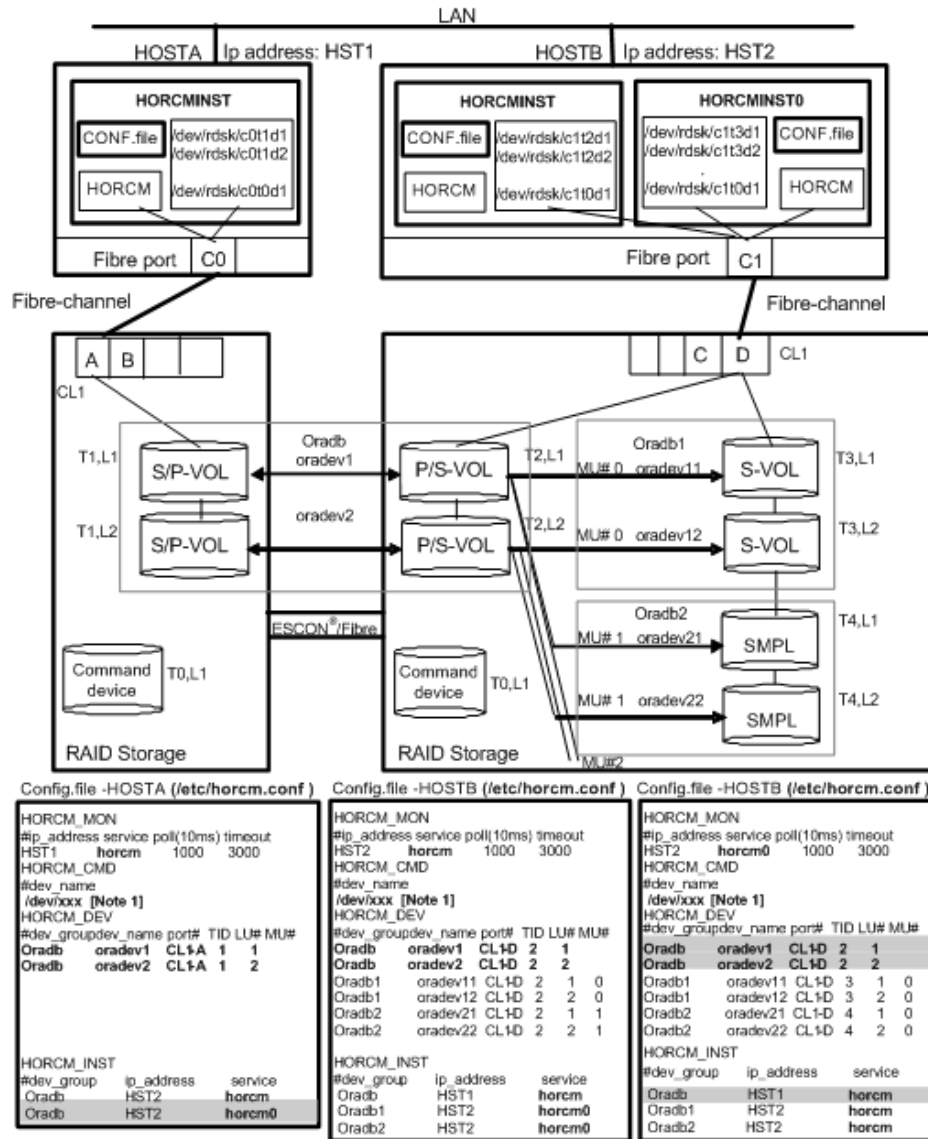 LAN
HOSTA Ip address: HST1
HOSTB Ip address: HST2
HORCMINST
CONF.file
HORCM
/dev/rdsk/c0t1d1
/dev/rdsk/c0t1d2
/dev/rdsk/c0t0d1
HORCMINST
CONF.file
HORCM
/dev/rdsk/c1t2d1
/dev/rdsk/c1t2d2
/dev/rdsk/c1t0d1
HORCMINST0
/dev/rdsk/c1t3d1
/dev/rdsk/c1t3d2
.
/dev/rdsk/c1t0d1
CONF.file
HORCM
Fibre port C0
Fibre port C1
Fibre-channel
Fibre-channel
A B
CL1
C D CL1
T1,L1 S/P-VOL
Oradb
oradev1
P/S-VOL T2,L1
T1,L2 S/P-VOL
oradev2
P/S-VOL T2,L2
Oradb1
MU# 0 oradev11
S-VOL T3,L1
MU# 0 oradev12
S-VOL T3,L2
Oradb2
MU# 1 oradev21
SMPL T4,L1
MU# 1 oradev22
SMPL T4,L2
MU#2
ESCON®/Fibre
Command
device
T0,L1
Command
device
T0,L1
RAID Storage
RAID Storage
Config.file -HOSTA (/etc/horcm.conf )
HORCM_MON
#ip_address service poll(10ms) timeout
HST1 horcm 1000 3000
HORCM_CMD
#dev_name
/dev/xxx [Note 1]
HORCM_DEV
#dev_groupdev_name port# TID LU# MU#
Oradb oradev1 CL1-A 1 1
Oradb oradev2 CL1-A 1 2
HORCM_INST
#dev_group ip_address service
Oradb HST2 horcm
Oradb HST2 horcm0
Config.file -HOSTB (/etc/horcm.conf )
HORCM_MON
#ip_address service poll(10ms) timeout
HST2 horcm 1000 3000
HORCM_CMD
#dev_name
/dev/xxx [Note 1]
HORCM_DEV
#dev_groupdev_name port# TID LU# MU#
Oradb oradev1 CL1-D 2 1
Oradb oradev2 CL1-D 2 2
Oradb1 oradev11 CL1-D 2 1 0
Oradb1 oradev12 CL1-D 2 2 0
Oradb2 oradev21 CL1-D 2 1 1
Oradb2 oradev22 CL1-D 2 2 1
HORCM_INST
#dev_group ip_address service
Oradb HST1 horcm
Oradb1 HST2 horcm0
Oradb2 HST2 horcm0
Config.file -HOSTB (/etc/horcm.conf )
HORCM_MON
#ip_address service poll(10ms) timeout
HST2 horcm0 1000 3000
HORCM_CMD
#dev_name
/dev/xxx [Note 1]
HORCM_DEV
#dev_groupdev_name port# TID LU# MU#
Oradb oradev1 CL1-D 2 1
Oradb oradev2 CL1-D 2 2
Oradb1 oradev11 CL1-D 3 1 0
Oradb1 oradev12 CL1-D 3 2 0
Oradb2 oradev21 CL1-D 4 1 0
Oradb2 oradev22 CL1-D 4 2 0
HORCM_INST
#dev_group ip_address service
Oradb HST1 horcm
Oradb1 HST2 horcm
Oradb2 HST2 horcm